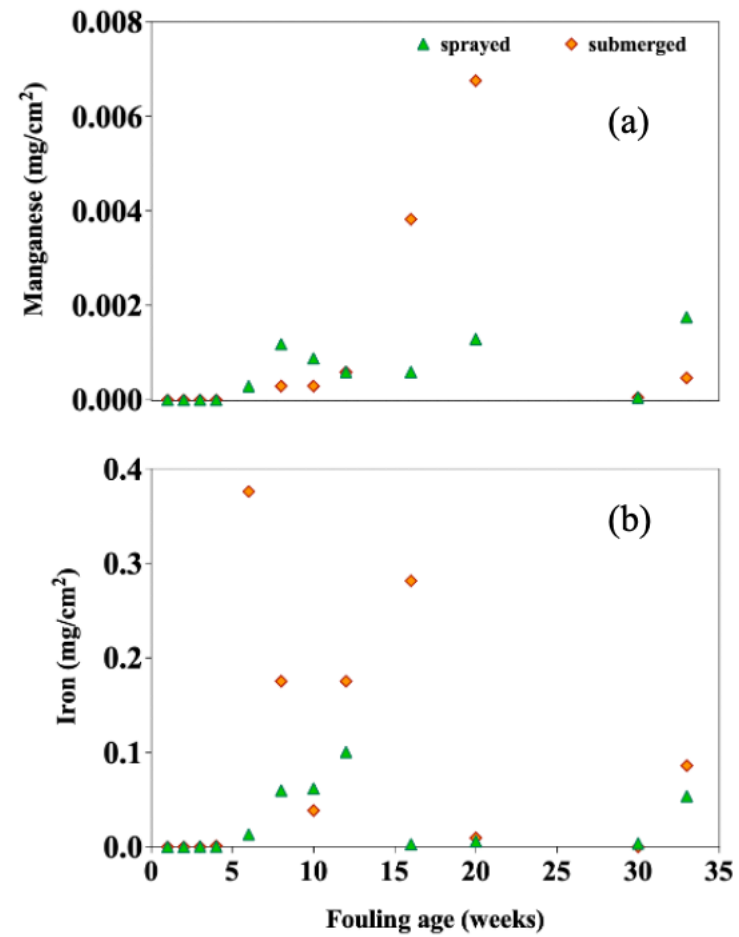 0.008
sprayed submerged
0.006
(a)
0.004
0.002
0.000
Manganese (mg/cm²)
0.4
(b)
0.3
0.2
0.1
0.0
Iron (mg/cm²)
0 5 10 15 20 25 30 35
Fouling age (weeks)